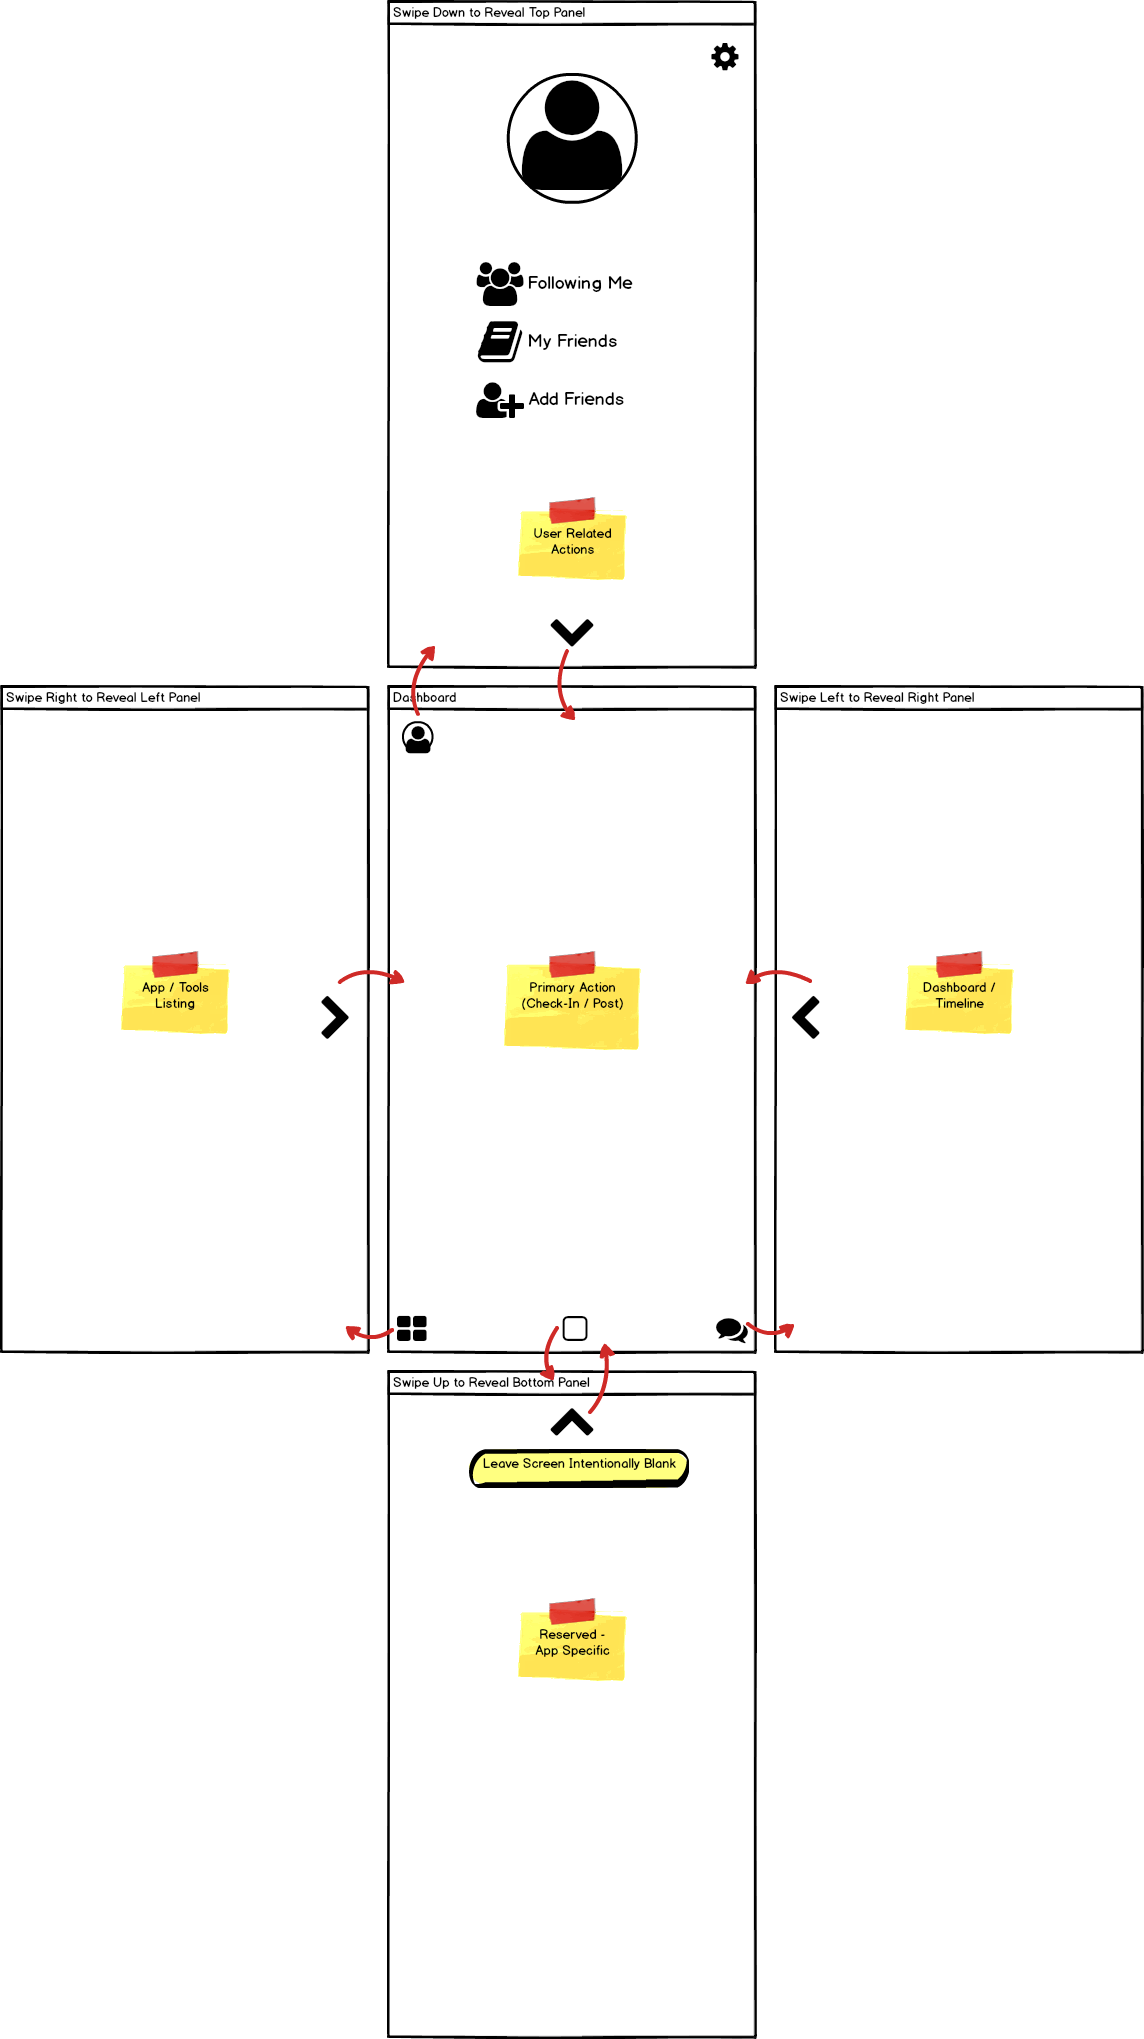 Swipe Down to Reveal Top Panel
Following Me
My Friends
Add Friends
User Related
Actions
Swipe Right to Reveal Left Panel
App / Tools
Listing
Dashboard
Primary Action
(Check-In / Post)
Swipe Left to Reveal Right Panel
Dashboard /
Timeline
Swipe Up to Reveal Bottom Panel
Leave Screen Intentionally Blank
Reserved -
App Specific